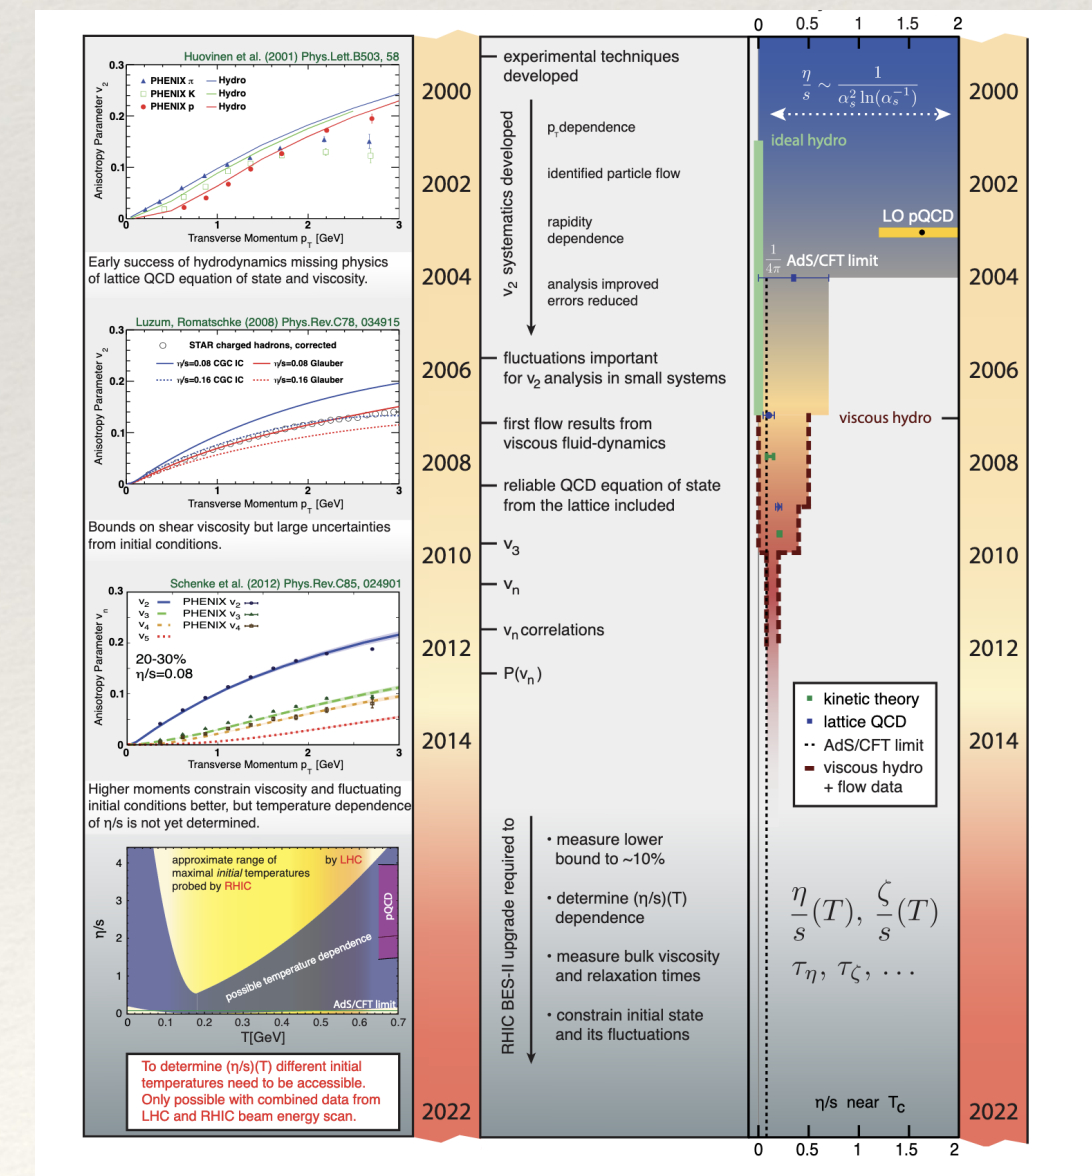 Huovinen et al. (2001) Phys.Lett.B503, 58
0.3
0.2
0.1
0
Anisotropy Parameter v2
PHENIX π
Hydro
PHENIX K
Hydro
PHENIX p
Hydro
0
1
2
3
Transverse Momentum pT [GeV]
Early success of hydrodynamics missing physics
of lattice QCD equation of state and viscosity.
Luzum, Romatschke (2008) Phys.Rev.C78, 034915
0.3
0.2
0.1
0
Anisotropy Parameter v2
STAR charged hadrons, corrected
η/s=0.08 CGC IC
η/s=0.08 Glauber
η/s=0.16 CGC IC
η/s=0.16 Glauber
0
1
2
3
Transverse Momentum pT [GeV]
Bounds on shear viscosity but large uncertainties
from initial conditions.
Schenke et al. (2012) Phys.Rev.C85, 024901
0.3
0.2
0.1
0
Anisotropy Parameter vn
v2
PHENIX v2
v3
PHENIX v3
v4
PHENIX v4
v5
20-30%
η/s=0.08
0
1
2
3
Transverse Momentum pT [GeV]
Higher moments constrain viscosity and fluctuating
initial conditions better, but temperature dependence
of η/s is not yet determined.
4
3
2
1
0
η/s
approximate range of
by LHC
maximal initial temperatures
probed by RHIC
pQCD
possible temperature dependence
AdS/CFT limit
0
0.1
0.2
0.3
0.4
0.5
0.6
0.7
T[GeV]
To determine (η/s)(T) different initial
temperatures need to be accessible.
Only possible with combined data from
LHC and RHIC beam energy scan.
2000
2002
2004
2006
2008
2010
2012
2014
2022
experimental techniques
developed
v2 systematics developed
pT dependence
identified particle flow
rapidity
dependence
analysis improved
errors reduced
fluctuations important
for v2 analysis in small systems
first flow results from
viscous fluid-dynamics
reliable QCD equation of state
from the lattice included
v3
vn
vn correlations
P(vn)
RHIC BES-II upgrade required to
• measure lower
bound to ~10%
• determine (η/s)(T)
dependence
• measure bulk viscosity
and relaxation times
• constrain initial state
and its fluctuations
0
0.5
1
1.5
2
η/s ~ 1/(αs² ln(αs⁻¹))
ideal hydro
LO pQCD
1/4π AdS/CFT limit
viscous hydro
kinetic theory
lattice QCD
AdS/CFT limit
viscous hydro
+ flow data
η/s(T), ζ/s(T)
τη, τζ, ...
η/s near Tc
0
0.5
1
1.5
2
2000
2002
2004
2006
2008
2010
2012
2014
2022